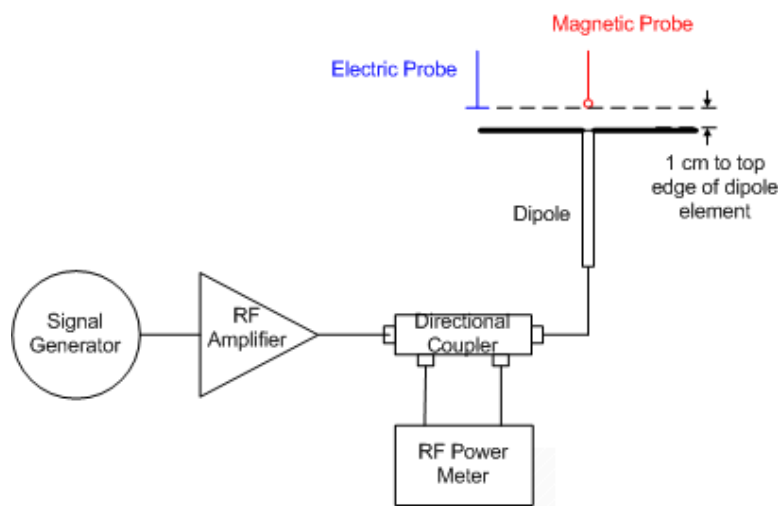 Magnetic Probe
Electric Probe
1 cm to top
edge of dipole
element
Dipole
Signal
Generator
RF
Amplifier
Directional
Coupler
RF Power
Meter